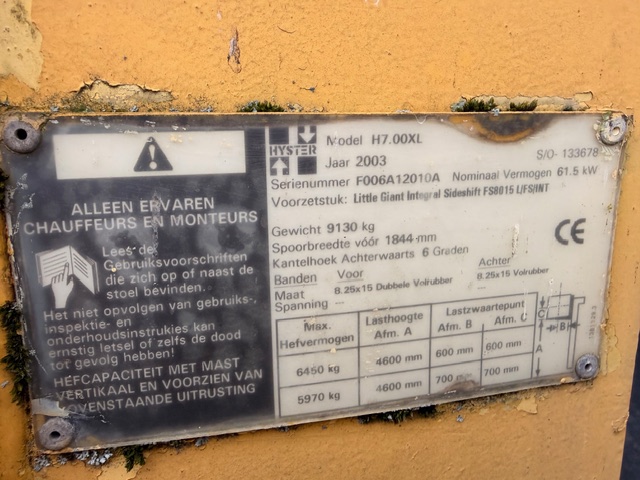 ALLEEN ERVAREN
CHAUFFEURS EN MONTEURS
Lees de
Gebruiksvoorschriften
die zich op of naast de
stoel bevinden.
Het niet opvolgen van gebruiks-,
inspektie- en
onderhoudsinstrukties kan
ernstig letsel of zelfs de dood
tot gevolg hebben!
HEFCAPACITEIT MET MAST
VERTIKAAL EN VOORZIEN VAN
BOVENSTAANDE UITRUSTING
HYSTER
Model H7.00XL
Jaar 2003 S/O- 133678
Serienummer F006A12010A Nominaal Vermogen 61.5 kW
Voorzetstuk: Little Giant Integral Sideshift FS8015 L/FS/INT
Gewicht 9130 kg
Spoorbreedte vóór 1844 mm
Kantelhoek Achterwaarts 6 Graden
CE
Banden Voor Achter
Maat 8.25x15 Dubbele Volrubber 8.25x15 Volrubber
Spanning ---
Max. Hefvermogen Lasthoogte Afm. A Lastzwaartepunt Afm. B Afm. C
6450 kg 4600 mm 600 mm 600 mm
5970 kg 4600 mm 700 mm 700 mm
C
B
A